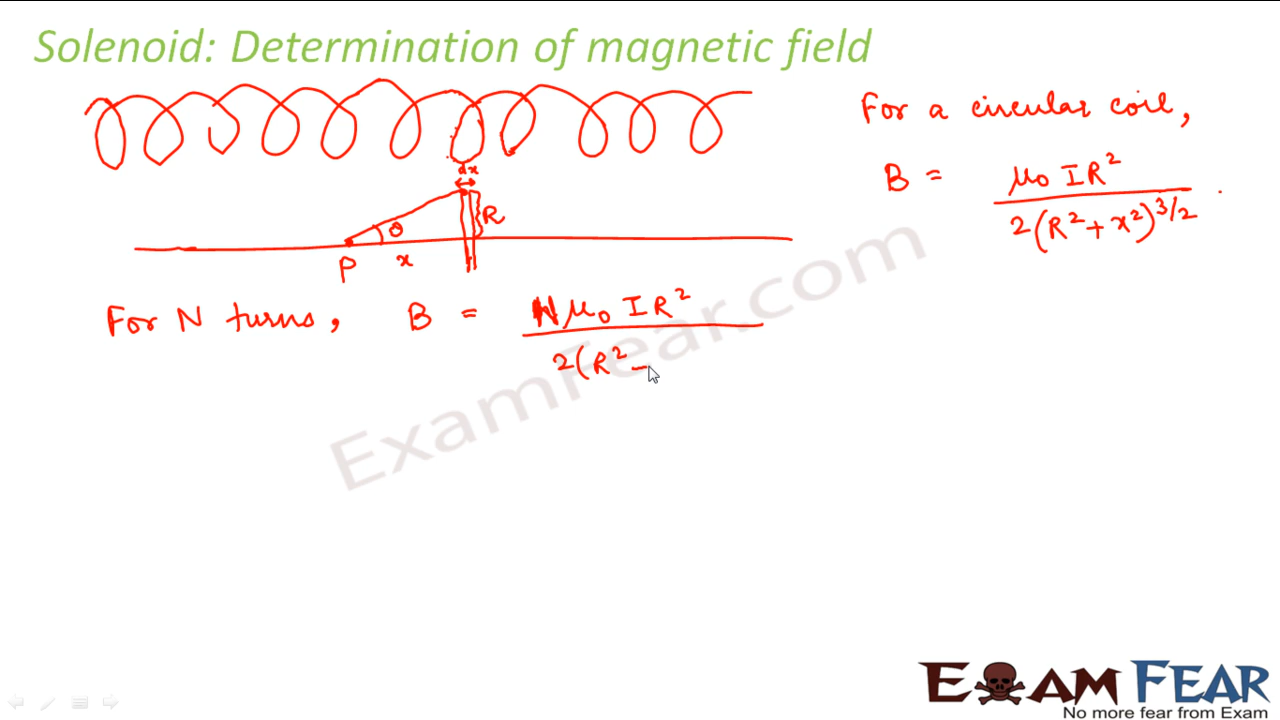 Solenoid: Determination of magnetic field
For a circular coil,
B = μ₀ I R²
2(R² + x²)^3/2
dx
R
θ
P
x
For N turns, B = N μ₀ I R²
2(R² –
ExamFear.com
EXAM FEAR
No more fear from Exam